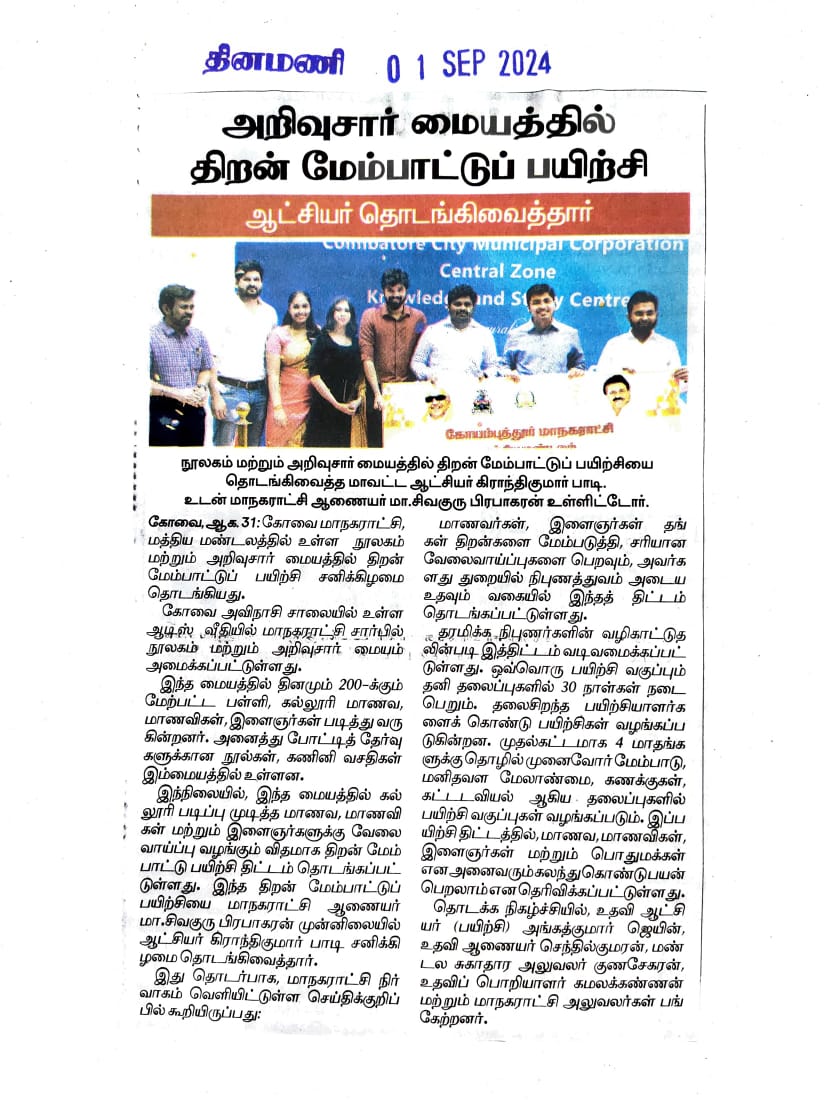 தினமணி 01 SEP 2024
அறிவுசார் மையத்தில்
திறன் மேம்பாட்டுப் பயிற்சி
ஆட்சியர் தொடங்கிவைத்தார்
Coimbatore City Municipal Corporation
Central Zone
Knowledge and Study Centre
கோயம்புத்தூர் மாநகராட்சி
நூலகம் மற்றும் அறிவுசார் மையத்தில் திறன் மேம்பாட்டுப் பயிற்சியை
தொடங்கிவைத்த மாவட்ட ஆட்சியர் கிராந்திகுமார் பாடி.
உடன் மாநகராட்சி ஆணையர் மா.சிவகுரு பிரபாகரன் உள்ளிட்டோர்.
கோவை,ஆக.31: கோவை மாநகராட்சி,
மத்திய மண்டலத்தில் உள்ள நூலகம்
மற்றும் அறிவுசார் மையத்தில் திறன்
மேம்பாட்டுப் பயிற்சி சனிக்கிழமை
தொடங்கியது.
கோவை அவிநாசி சாலையில் உள்ள
ஆடிஸ் வீதியில் மாநகராட்சி சார்பில்
நூலகம் மற்றும் அறிவுசார் மையம்
அமைக்கப்பட்டுள்ளது.
இந்த மையத்தில் தினமும் 200-க்கும்
மேற்பட்ட பள்ளி, கல்லூரி மாணவ,
மாணவிகள், இளைஞர்கள் படித்து வரு
கின்றனர். அனைத்து போட்டித் தேர்வு
களுக்கான நூல்கள், கணினி வசதிகள்
இம்மையத்தில் உள்ளன.
இந்நிலையில், இந்த மையத்தில் கல்
லூரி படிப்பு முடித்த மாணவ, மாணவி
கள் மற்றும் இளைஞர்களுக்கு வேலை
வாய்ப்பு வழங்கும் விதமாக திறன் மேம்
பாட்டு பயிற்சி திட்டம் தொடங்கப்பட்
டுள்ளது. இந்த திறன் மேம்பாட்டுப்
பயிற்சியை மாநகராட்சி ஆணையர்
மா.சிவகுரு பிரபாகரன் முன்னிலையில்
ஆட்சியர் கிராந்திகுமார் பாடி சனிக்கி
ழமை தொடங்கிவைத்தார்.
இது தொடர்பாக, மாநகராட்சி நிர்
வாகம் வெளியிட்டுள்ள செய்திக்குறிப்
பில் கூறியிருப்பது:
மாணவர்கள், இளைஞர்கள் தங்
கள் திறன்களை மேம்படுத்தி, சரியான
வேலைவாய்ப்புகளை பெறவும், அவர்க
ளது துறையில் நிபுணத்துவம் அடைய
உதவும் வகையில் இந்தத் திட்டம்
தொடங்கப்பட்டுள்ளது.
தரமிக்க நிபுணர்களின் வழிகாட்டுத
லின்படி இத்திட்டம் வடிவமைக்கப்பட்
டுள்ளது. ஒவ்வொரு பயிற்சி வகுப்பும்
தனி தலைப்புகளில் 30 நாள்கள் நடை
பெறும். தலைசிறந்த பயிற்சியாளர்க
ளைக் கொண்டு பயிற்சிகள் வழங்கப்ப
டுகின்றன. முதல்கட்டமாக 4 மாதங்க
ளுக்கு தொழில் முனைவோர் மேம்பாடு,
மனிதவள மேலாண்மை, கணக்குகள்,
கட்டடவியல் ஆகிய தலைப்புகளில்
பயிற்சி வகுப்புகள் வழங்கப்படும். இப்ப
யிற்சி திட்டத்தில், மாணவ, மாணவிகள்,
இளைஞர்கள் மற்றும் பொதுமக்கள்
என அனைவரும் கலந்து கொண்டு பயன்
பெறலாம் என தெரிவிக்கப்பட்டுள்ளது.
தொடக்க நிகழ்ச்சியில், உதவி ஆட்சி
யர் (பயிற்சி) அங்கத்குமார் ஜெயின்,
உதவி ஆணையர் செந்தில்குமரன், மண்
டல சுகாதார அலுவலர் குணசேகரன்,
உதவிப் பொறியாளர் கமலக்கண்ணன்
மற்றும் மாநகராட்சி அலுவலர்கள் பங்
கேற்றனர்.